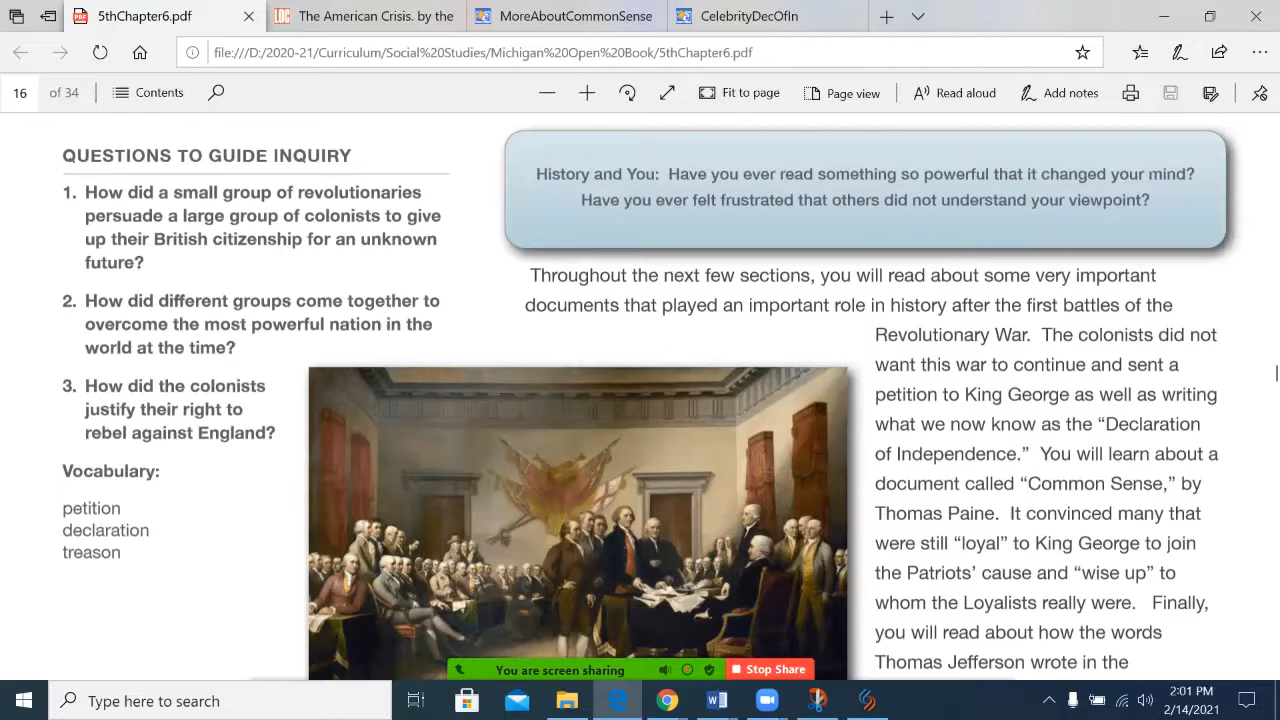 5thChapter6.pdf
The American Crisis. by the
MoreAboutCommonSense
CelebrityDecOfIn
file:///D:/2020-21/Curriculum/Social%20Studies/Michigan%20Open%20Book/5thChapter6.pdf
16 of 34
Contents
Fit to page
Page view
Read aloud
Add notes
QUESTIONS TO GUIDE INQUIRY
1. How did a small group of revolutionaries
persuade a large group of colonists to give
up their British citizenship for an unknown
future?
2. How did different groups come together to
overcome the most powerful nation in the
world at the time?
3. How did the colonists
justify their right to
rebel against England?
Vocabulary:
petition
declaration
treason
History and You: Have you ever read something so powerful that it changed your mind?
Have you ever felt frustrated that others did not understand your viewpoint?
Throughout the next few sections, you will read about some very important
documents that played an important role in history after the first battles of the
Revolutionary War. The colonists did not
want this war to continue and sent a
petition to King George as well as writing
what we now know as the “Declaration
of Independence.” You will learn about a
document called “Common Sense,” by
Thomas Paine. It convinced many that
were still “loyal” to King George to join
the Patriots’ cause and “wise up” to
whom the Loyalists really were. Finally,
you will read about how the words
Thomas Jefferson wrote in the
You are screen sharing
Stop Share
Type here to search
2:01 PM
2/14/2021